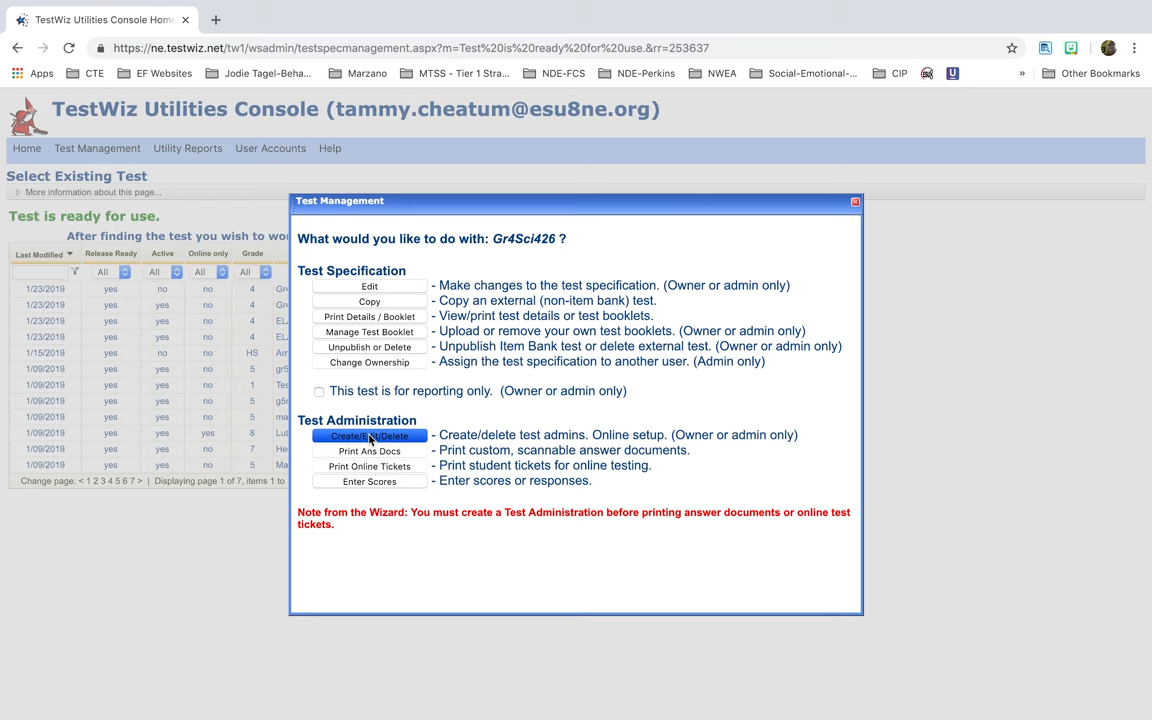 TestWiz Utilities Console Hom
https://ne.testwiz.net/tw1/wsadmin/testspecmanagement.aspx?m=Test%20is%20ready%20for%20use.&rr=253637
Apps CTE EF Websites Jodie Tagel-Beha... Marzano MTSS - Tier 1 Stra... NDE-FCS NDE-Perkins NWEA Social-Emotional-... CIP » Other Bookmarks
TestWiz Utilities Console (tammy.cheatum@esu8ne.org)
Home Test Management Utility Reports User Accounts Help
Select Existing Test
More information about this page...
Test is ready for use.
After finding the test you wish to wo
Last Modified Release Ready Active Online only Grade
All All All All
1/23/2019 yes no no 4 Gr
1/23/2019 yes yes no 4 Gr
1/23/2019 yes yes no 4 EL
1/23/2019 yes yes no 4 EL
1/15/2019 no no HS Am
1/09/2019 yes yes no 5 gr5
1/09/2019 yes yes no 1 Tes
1/09/2019 yes yes no 5 g5
1/09/2019 yes yes no 5 ma
1/09/2019 yes yes yes 8 Lut
1/09/2019 yes yes no 7 He
1/09/2019 yes yes no 5 Ma
Change page: < 1 2 3 4 5 6 7 > | Displaying page 1 of 7, items 1 to
Test Management
What would you like to do with: Gr4Sci426 ?
Test Specification
Edit - Make changes to the test specification. (Owner or admin only)
Copy - Copy an external (non-item bank) test.
Print Details / Booklet - View/print test details or test booklets.
Manage Test Booklet - Upload or remove your own test booklets. (Owner or admin only)
Unpublish or Delete - Unpublish Item Bank test or delete external test. (Owner or admin only)
Change Ownership - Assign the test specification to another user. (Admin only)
This test is for reporting only. (Owner or admin only)
Test Administration
Create/Edit/Delete - Create/delete test admins. Online setup. (Owner or admin only)
Print Ans Docs - Print custom, scannable answer documents.
Print Online Tickets - Print student tickets for online testing.
Enter Scores - Enter scores or responses.
Note from the Wizard: You must create a Test Administration before printing answer documents or online test
tickets.